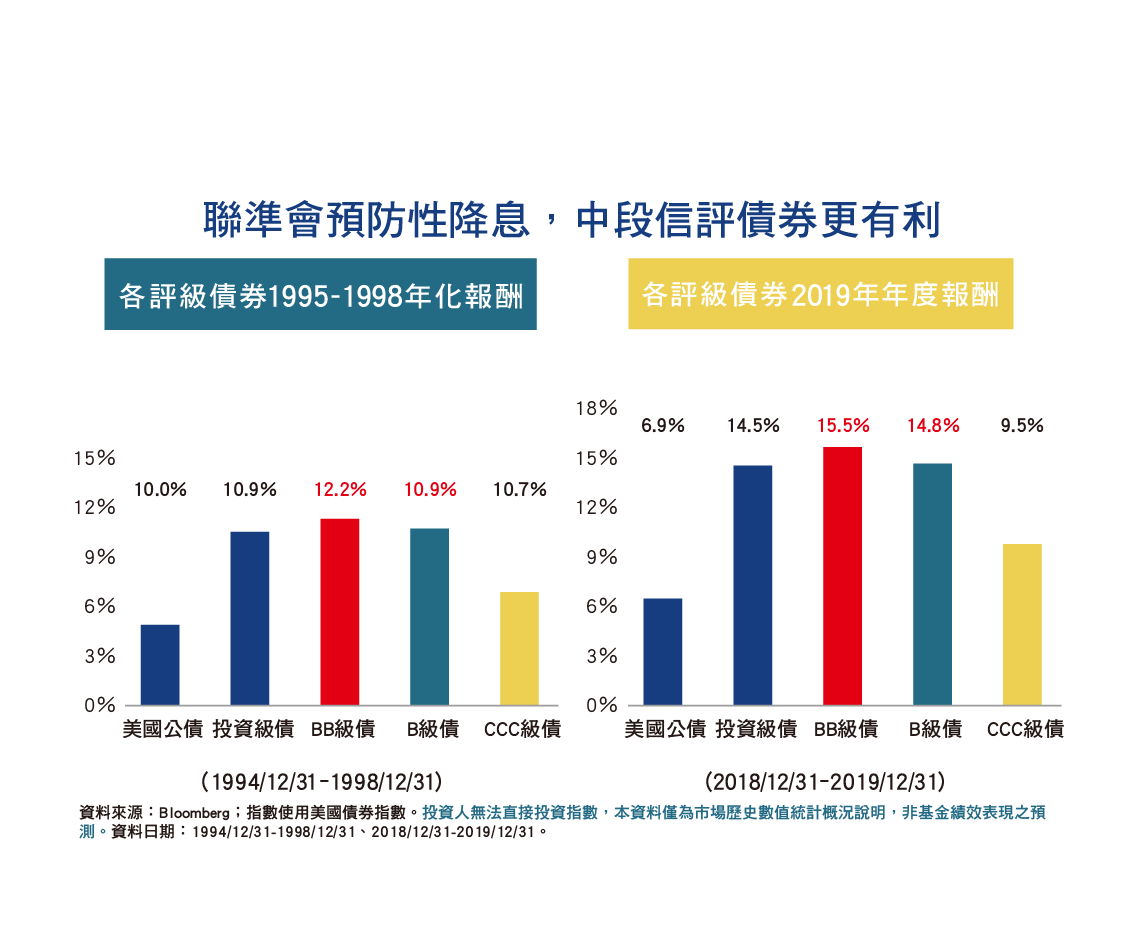 聯準會預防性降息，中段信評債券更有利
各評級債券1995-1998年化報酬
15%
12%
9%
6%
3%
0%
10.0% 10.9% 12.2% 10.9% 10.7%
美國公債 投資級債 BB級債 B級債 CCC級債
(1994/12/31-1998/12/31)
各評級債券2019年年度報酬
18%
15%
12%
9%
6%
3%
0%
6.9% 14.5% 15.5% 14.8% 9.5%
美國公債 投資級債 BB級債 B級債 CCC級債
(2018/12/31-2019/12/31)
資料來源：Bloomberg；指數使用美國債券指數。投資人無法直接投資指數，本資料僅為市場歷史數值統計概況說明，非基金績效表現之預
測。資料日期：1994/12/31-1998/12/31、2018/12/31-2019/12/31。